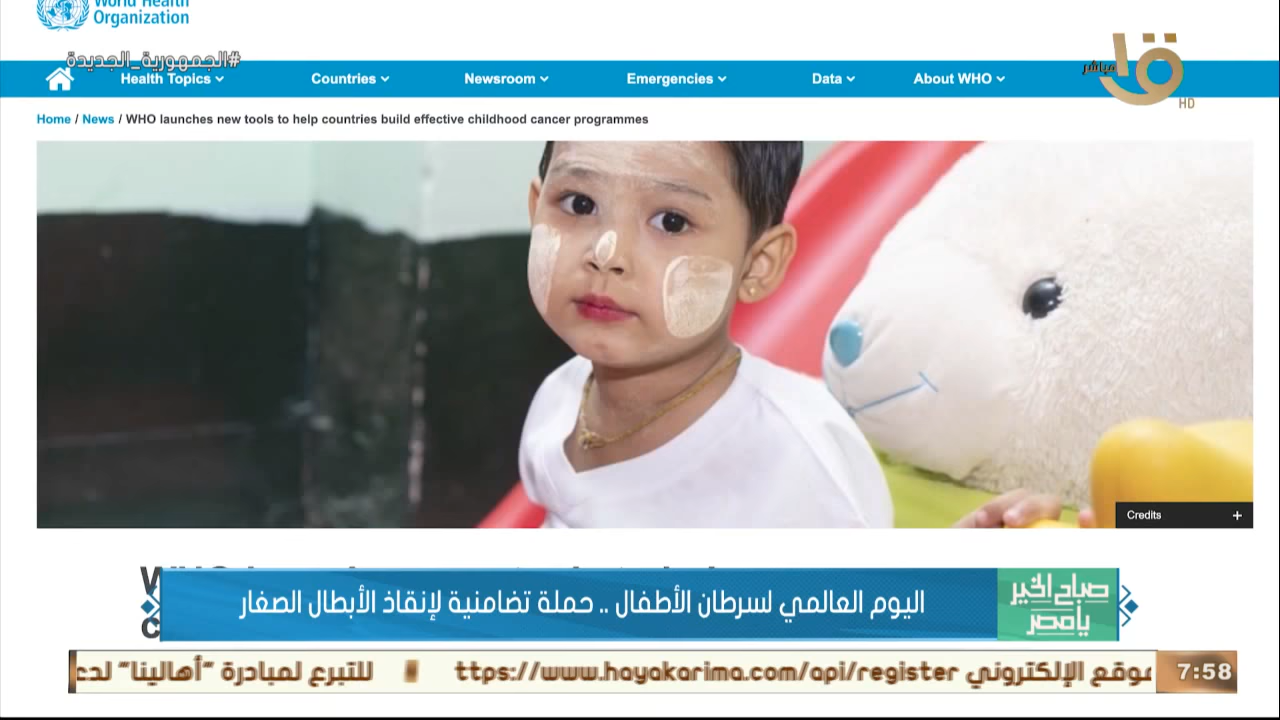 World Health
Organization
#الجمهورية_الجديدة
Health Topics
Countries
Newsroom
Emergencies
Data
About WHO
مباشر
HD
Home / News / WHO launches new tools to help countries build effective childhood cancer programmes
Credits +
اليوم العالمي لسرطان الأطفال .. حملة تضامنية لإنقاذ الأبطال الصغار
صباح الخير
يا مصر
موقع الإلكتروني ttps://www.hayakarima.com/api/register للتبرع لمبادرة "أهالينا" لدع
7:58